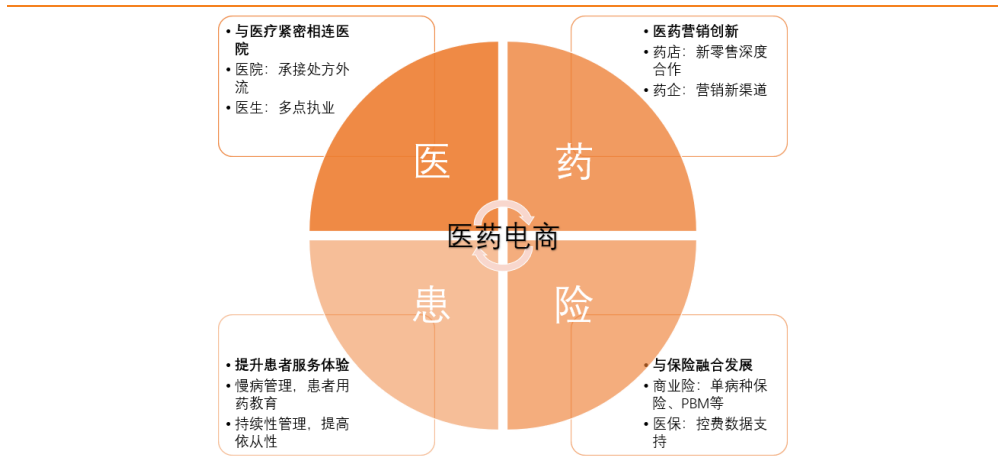 • 与医疗紧密相连医
院
• 医院：承接处方外
流
• 医生：多点执业
• 医药营销创新
• 药店：新零售深度
合作
• 药企：营销新渠道
医
药
医药电商
患
险
• 提升患者服务体验
• 慢病管理，患者用
药教育
• 持续性管理，提高
依从性
• 与保险融合发展
• 商业险：单病种保
险、PBM等
• 医保：控费数据支
持